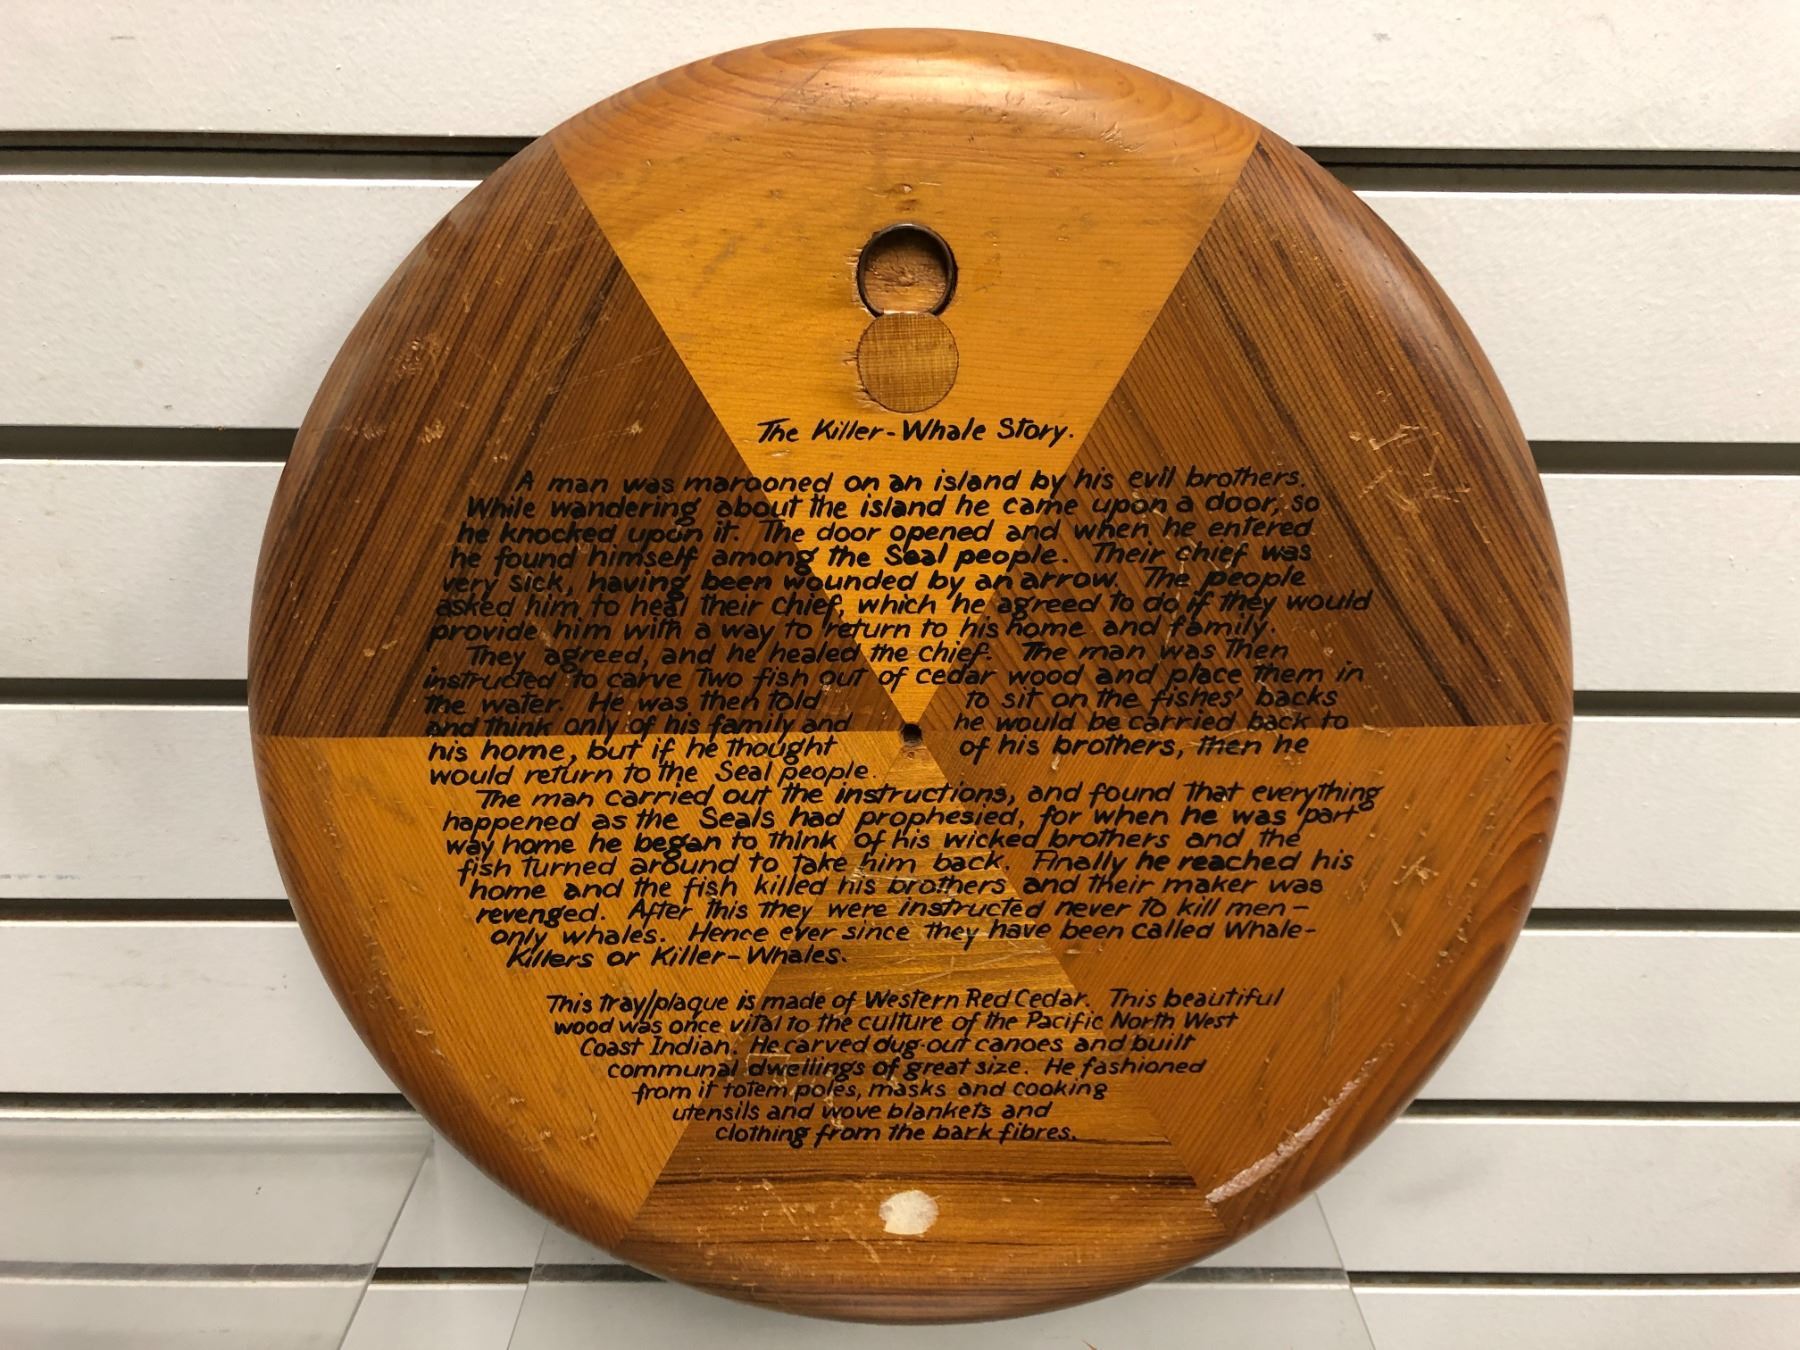 The Killer-Whale Story.
A man was marooned on an island by his evil brothers.
While wandering about the island he came upon a door, so
he knocked upon it. The door opened and when he entered
he found himself among the Seal people. Their chief was
very sick, having been wounded by an arrow. The people
asked him to heal their chief, which he agreed to do if they would
provide him with a way to return to his home and family.
They agreed, and he healed the chief. The man was then
instructed to carve two fish out of cedar wood and place them in
the water. He was then told to sit on the fishes' backs
and think only of his family and he would be carried back to
his home, but if he thought of his brothers, then he
would return to the Seal people.
The man carried out the instructions, and found that everything
happened as the Seals had prophesied, for when he was part
way home he began to think of his wicked brothers and the
fish turned around to take him back. Finally he reached his
home and the fish killed his brothers and their maker was
revenged. After this they were instructed never to kill men -
only whales. Hence ever since they have been called Whale-
Killers or Killer-Whales.
This tray/plaque is made of Western Red Cedar. This beautiful
wood was once vital to the culture of the Pacific North West
Coast Indian. He carved dug-out canoes and built
communal dwellings of great size. He fashioned
from it totem poles, masks and cooking
utensils and wove blankets and
clothing from the bark fibres.